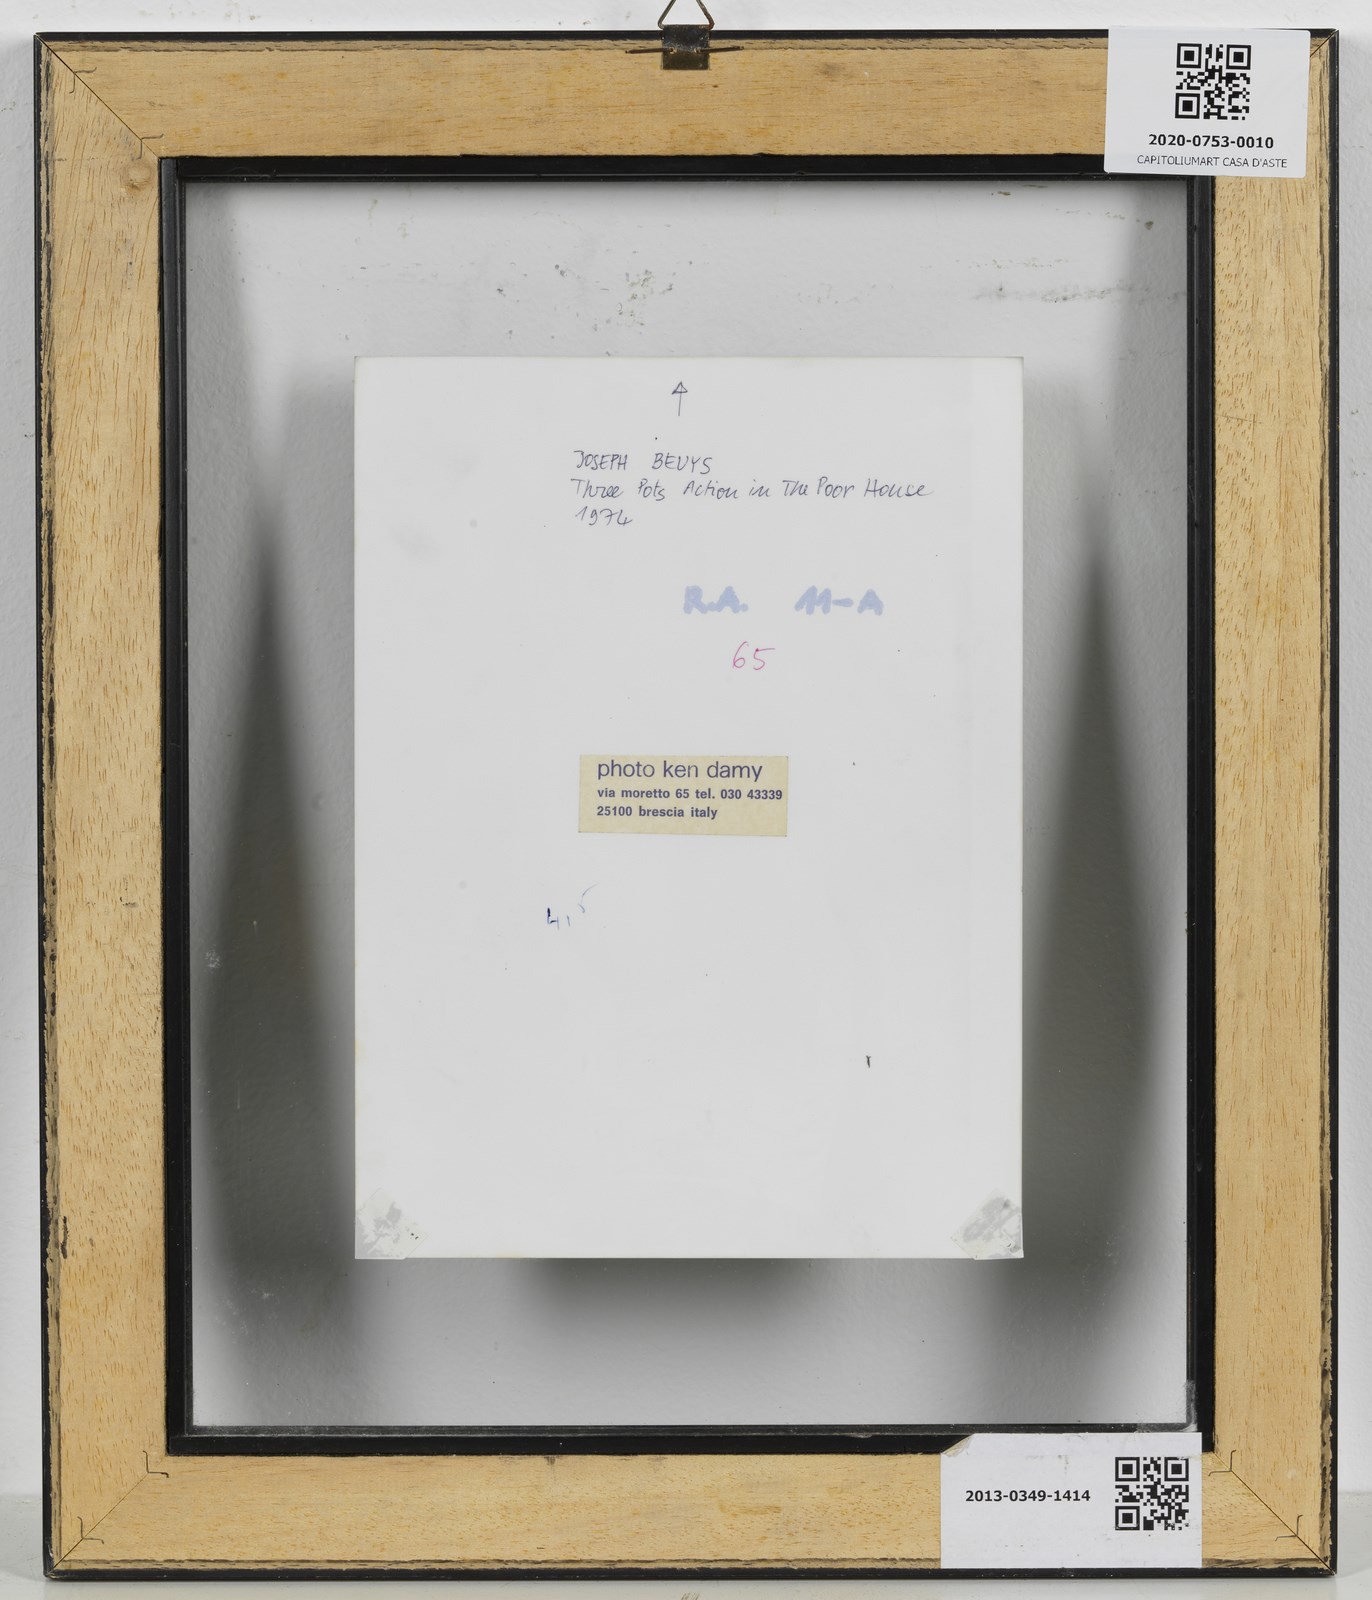 2020-0753-0010
CAPITOLIUMART CASA D'ASTE
JOSEPH BEUYS
Three Pots Action in The Poor House
1974
R.A. 11-A
65
photo ken damy
via moretto 65 tel. 030 43339
25100 brescia italy
2013-0349-1414